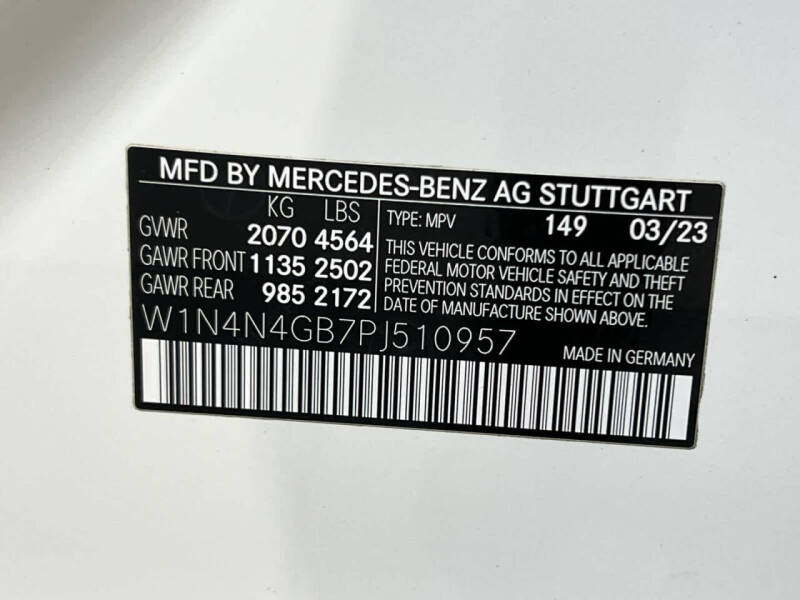 MFD BY MERCEDES-BENZ AG STUTTGART
KG LBS
GVWR 2070 4564
GAWR FRONT 1135 2502
GAWR REAR 985 2172
TYPE: MPV 149 03/23
THIS VEHICLE CONFORMS TO ALL APPLICABLE
FEDERAL MOTOR VEHICLE SAFETY AND THEFT
PREVENTION STANDARDS IN EFFECT ON THE
DATE OF MANUFACTURE SHOWN ABOVE.
W1N4N4GB7PJ510957
MADE IN GERMANY